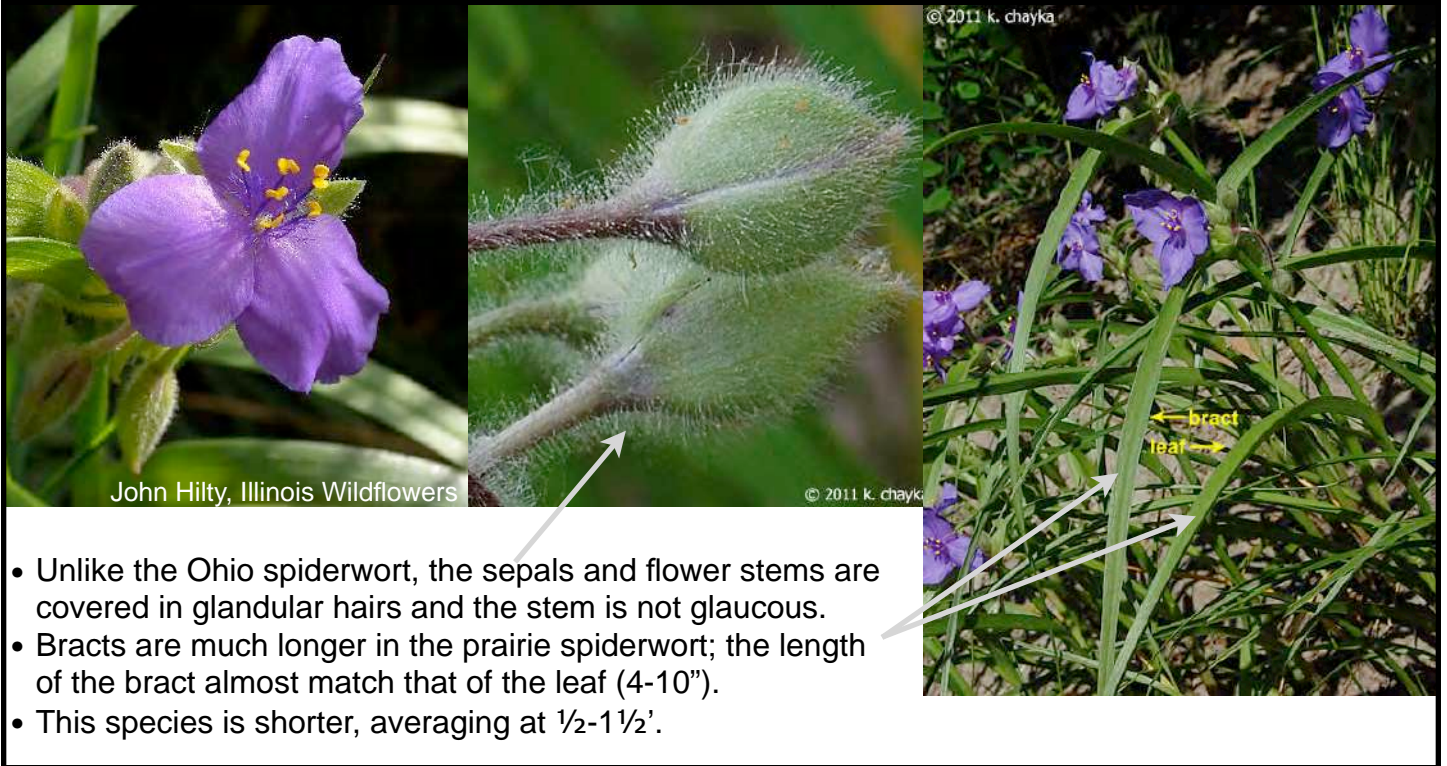 © 2011 k. chayka
bract
leaf
John Hilty, Illinois Wildflowers
© 2011 k. chayka
• Unlike the Ohio spiderwort, the sepals and flower stems are
covered in glandular hairs and the stem is not glaucous.
• Bracts are much longer in the prairie spiderwort; the length
of the bract almost match that of the leaf (4-10”).
• This species is shorter, averaging at ½-1½’.